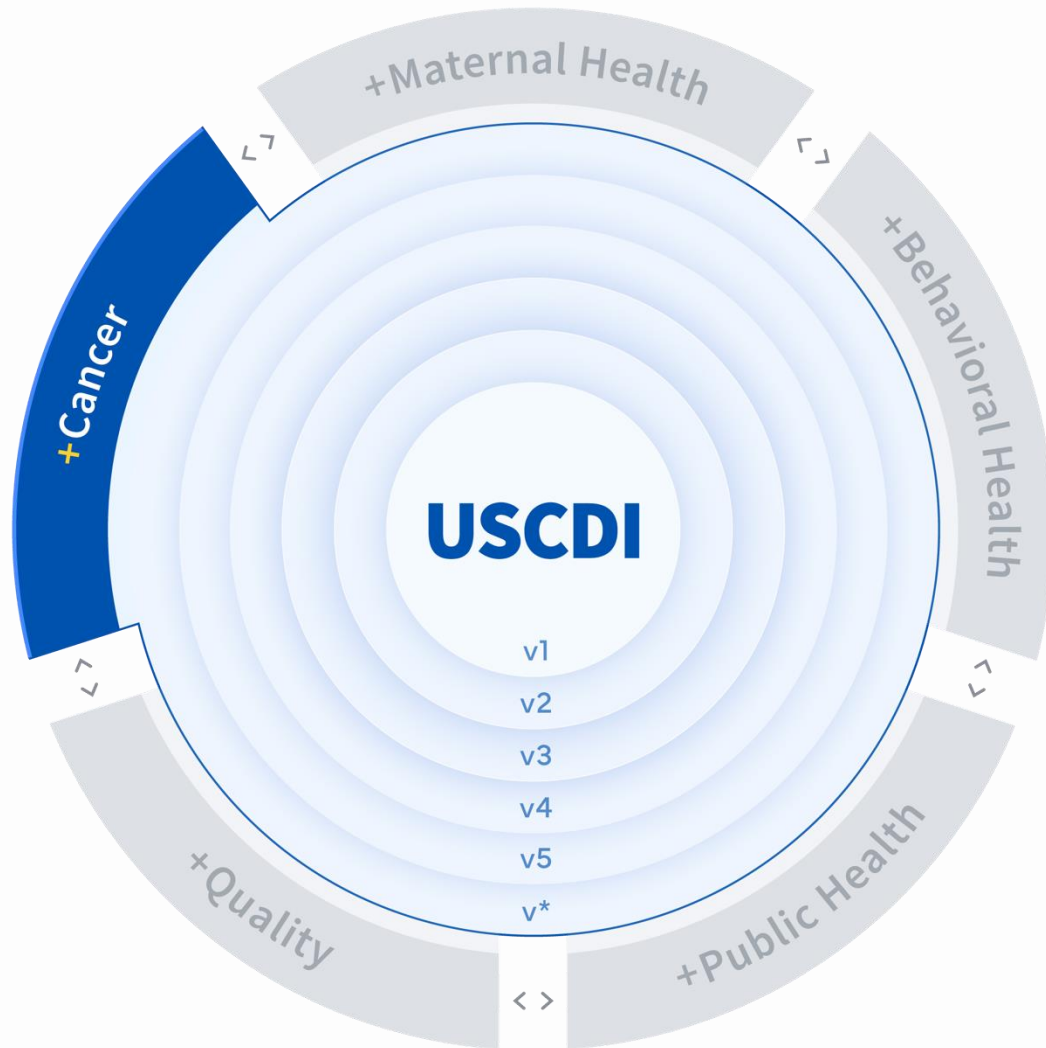 +Maternal Health
+Behavioral Health
+Cancer
USCDI
v1
v2
v3
v4
v5
v*
+Quality
+Public Health